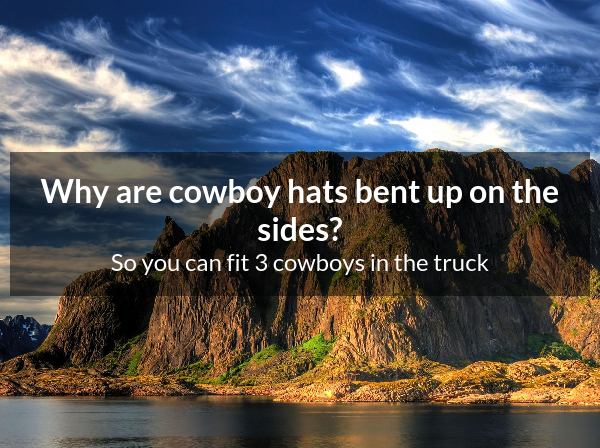 Why are cowboy hats bent up on the
sides?
So you can fit 3 cowboys in the truck